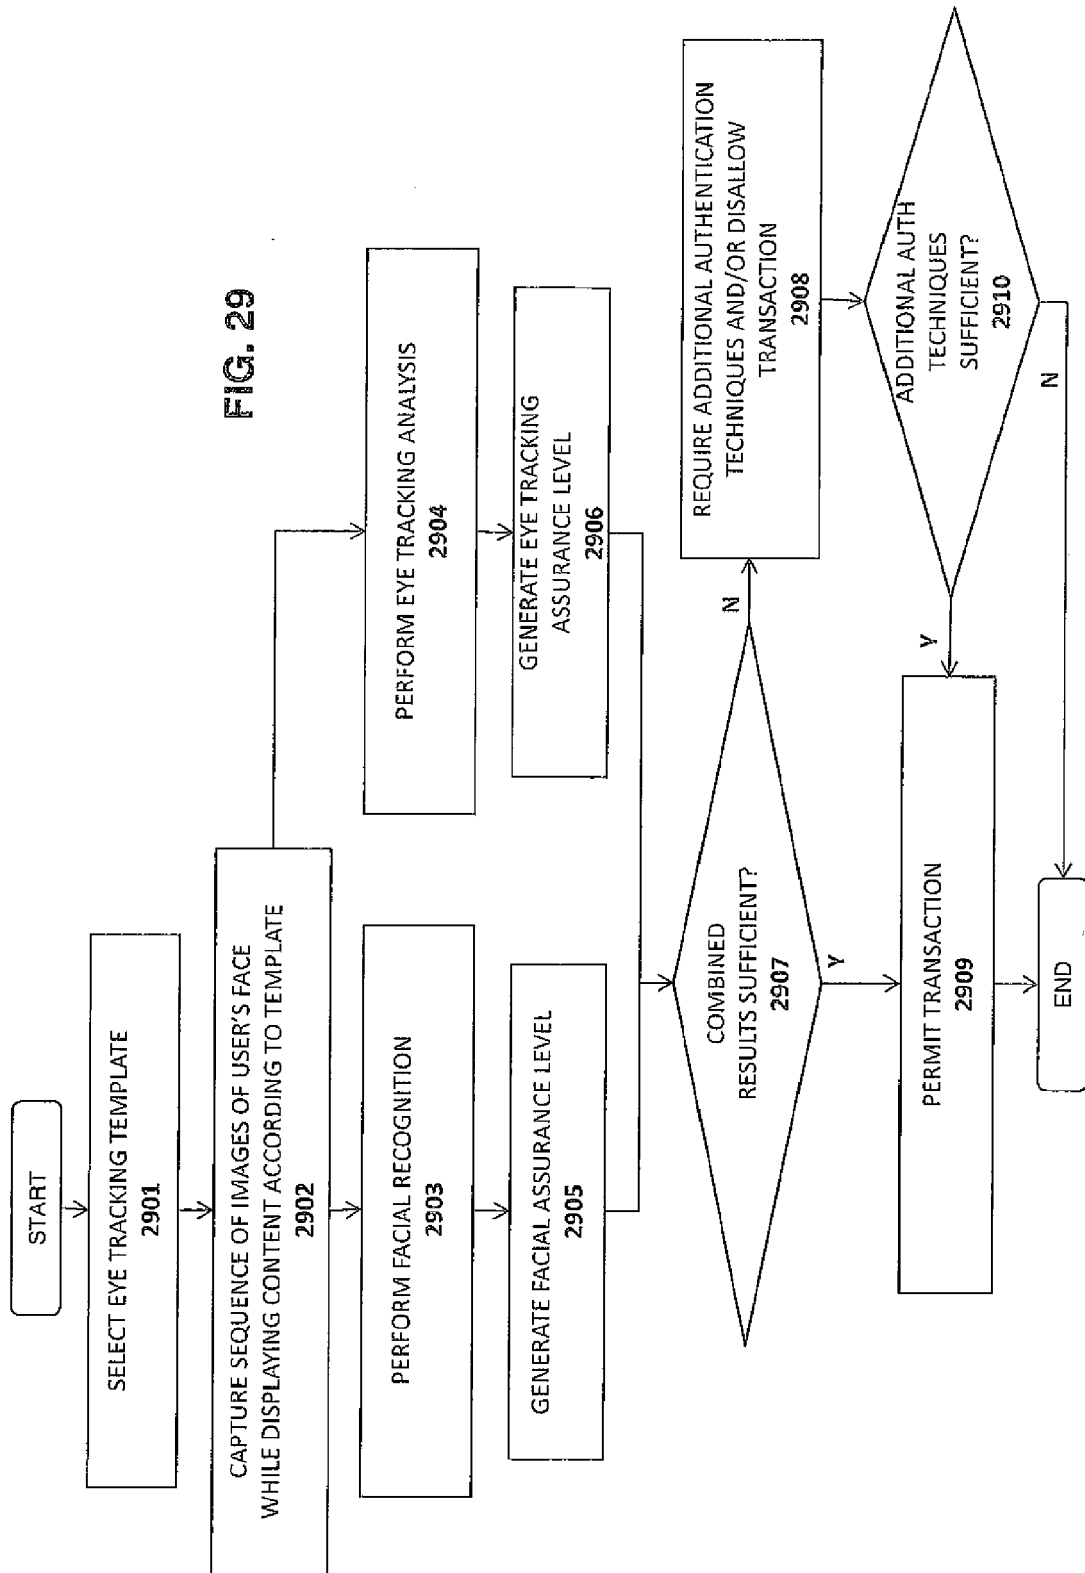 FIG. 29
START
SELECT EYE TRACKING TEMPLATE
2901
CAPTURE SEQUENCE OF IMAGES OF USER'S FACE
WHILE DISPLAYING CONTENT ACCORDING TO TEMPLATE
2902
PERFORM FACIAL RECOGNITION
2903
PERFORM EYE TRACKING ANALYSIS
2904
GENERATE FACIAL ASSURANCE LEVEL
2905
GENERATE EYE TRACKING
ASSURANCE LEVEL
2906
COMBINED
RESULTS SUFFICIENT?
2907
N
Y
REQUIRE ADDITIONAL AUTHENTICATION
TECHNIQUES AND/OR DISALLOW
TRANSACTION
2908
PERMIT TRANSACTION
2909
Y
ADDITIONAL AUTH
TECHNIQUES
SUFFICIENT?
2910
N
END